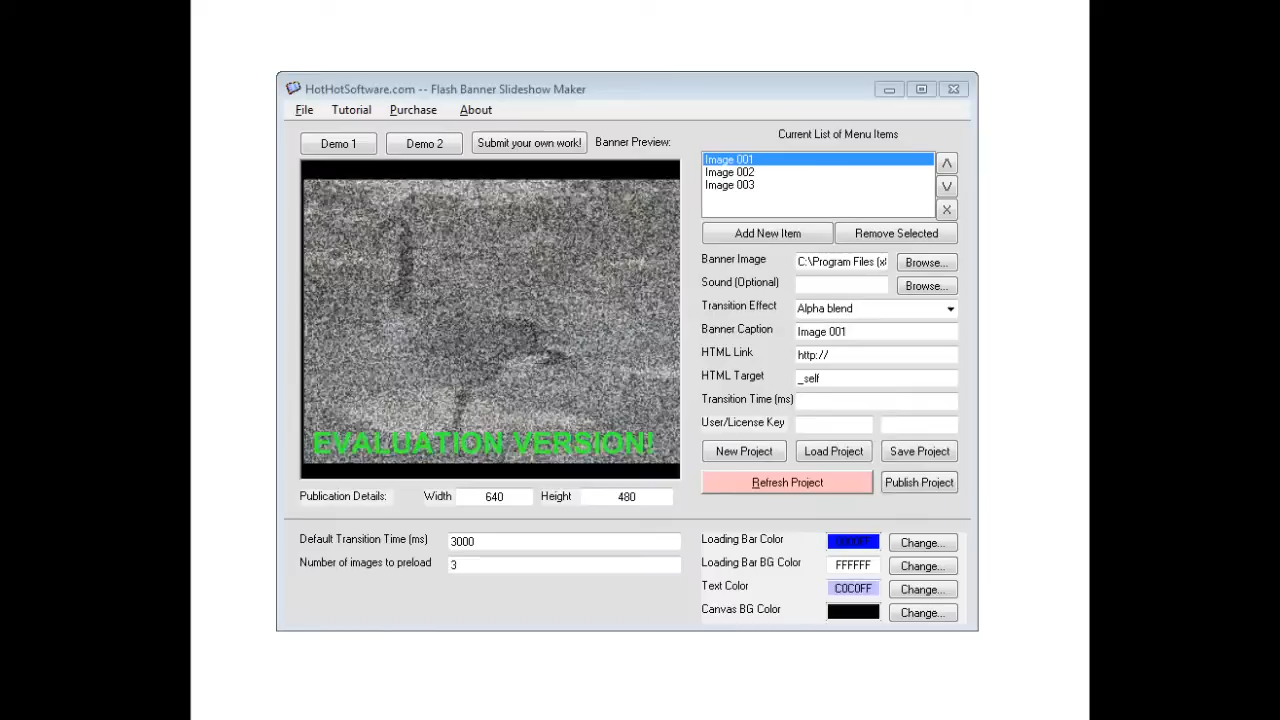 HotHotSoftware.com -- Flash Banner Slideshow Maker
File Tutorial Purchase About
Demo 1 Demo 2 Submit your own work! Banner Preview:
EVALUATION VERSION!
Publication Details: Width 640 Height 480
Current List of Menu Items
Image 001
Image 002
Image 003
Add New Item Remove Selected
Banner Image C:\Program Files (x Browse...
Sound (Optional) Browse...
Transition Effect Alpha blend
Banner Caption Image 001
HTML Link http://
HTML Target _self
Transition Time (ms)
User/License Key
New Project Load Project Save Project
Refresh Project Publish Project
Default Transition Time (ms) 3000
Number of images to preload 3
Loading Bar Color 0000FF Change...
Loading Bar BG Color FFFFFF Change...
Text Color C0C0FF Change...
Canvas BG Color Change...